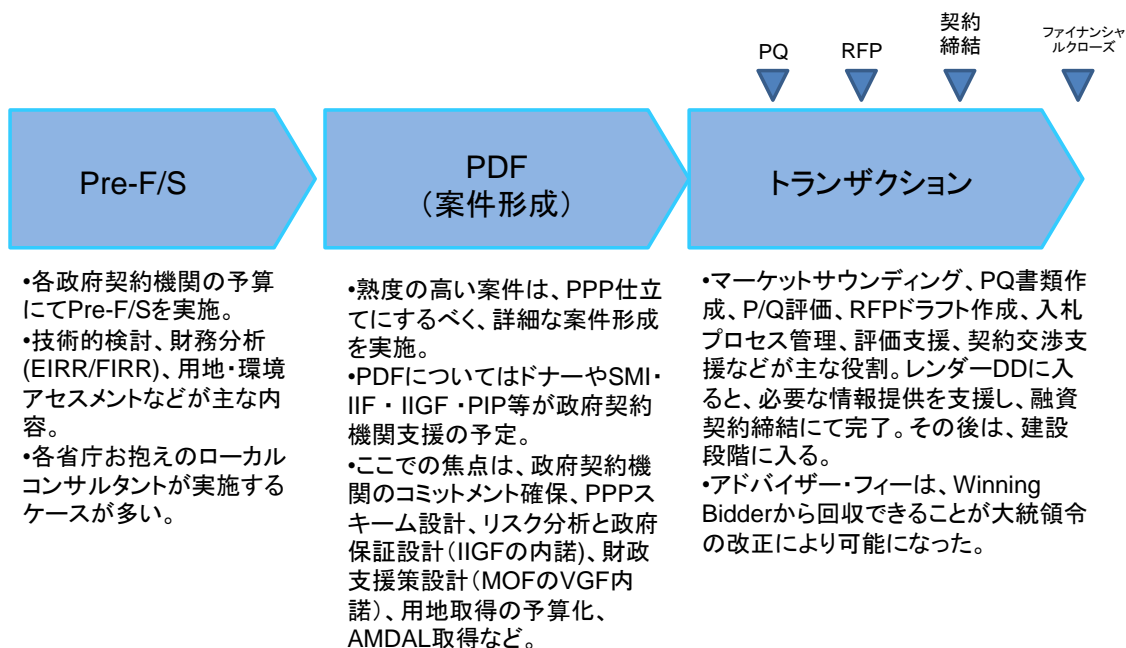 PQ
RFP
契約
締結
ファイナンシャ
ルクローズ
Pre-F/S
PDF
（案件形成）
トランザクション
•各政府契約機関の予算
にてPre-F/Sを実施。
•技術的検討、財務分析
(EIRR/FIRR)、用地・環境
アセスメントなどが主な内
容。
•各省庁お抱えのローカル
コンサルタントが実施する
ケースが多い。
•熟度の高い案件は、PPP仕立
てにするべく、詳細な案件形成
を実施。
•PDFについてはドナーやSMI・
IIF・IIGF・PIP等が政府契約
機関支援の予定。
•ここでの焦点は、政府契約機
関のコミットメント確保、PPPス
キーム設計、リスク分析と政府
保証設計（IIGFの内諾)、財政
支援策設計（MOFのVGF内
諾）、用地取得の予算化、
AMDAL取得など。
•マーケットサウンディング、PQ書類作
成、P/Q評価、RFPドラフト作成、入札
プロセス管理、評価支援、契約交渉支
援などが主な役割。レンダーDDに入
ると、必要な情報提供を支援し、融資
契約締結にて完了。その後は、建設
段階に入る。
•アドバイザー・フィーは、Winning
Bidderから回収できることが大統領令
の改正により可能になった。